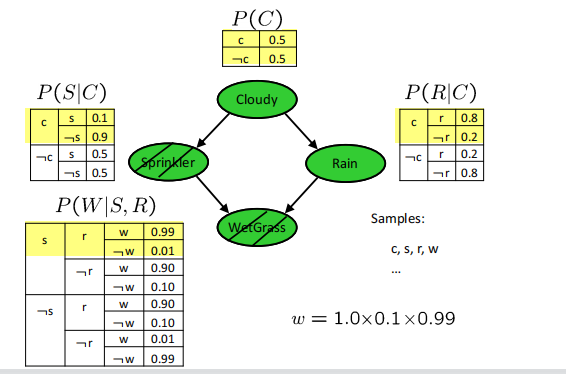 P(C)
c 0.5
¬c 0.5
P(S|C)
c s 0.1
¬s 0.9
¬c s 0.5
¬s 0.5
Cloudy
P(R|C)
c r 0.8
¬r 0.2
¬c r 0.2
¬r 0.8
Sprinkler
Rain
P(W|S, R)
s r w 0.99
¬w 0.01
¬r w 0.90
¬w 0.10
¬s r w 0.90
¬w 0.10
¬r w 0.01
¬w 0.99
WetGrass
Samples:
c, s, r, w
...
w = 1.0×0.1×0.99